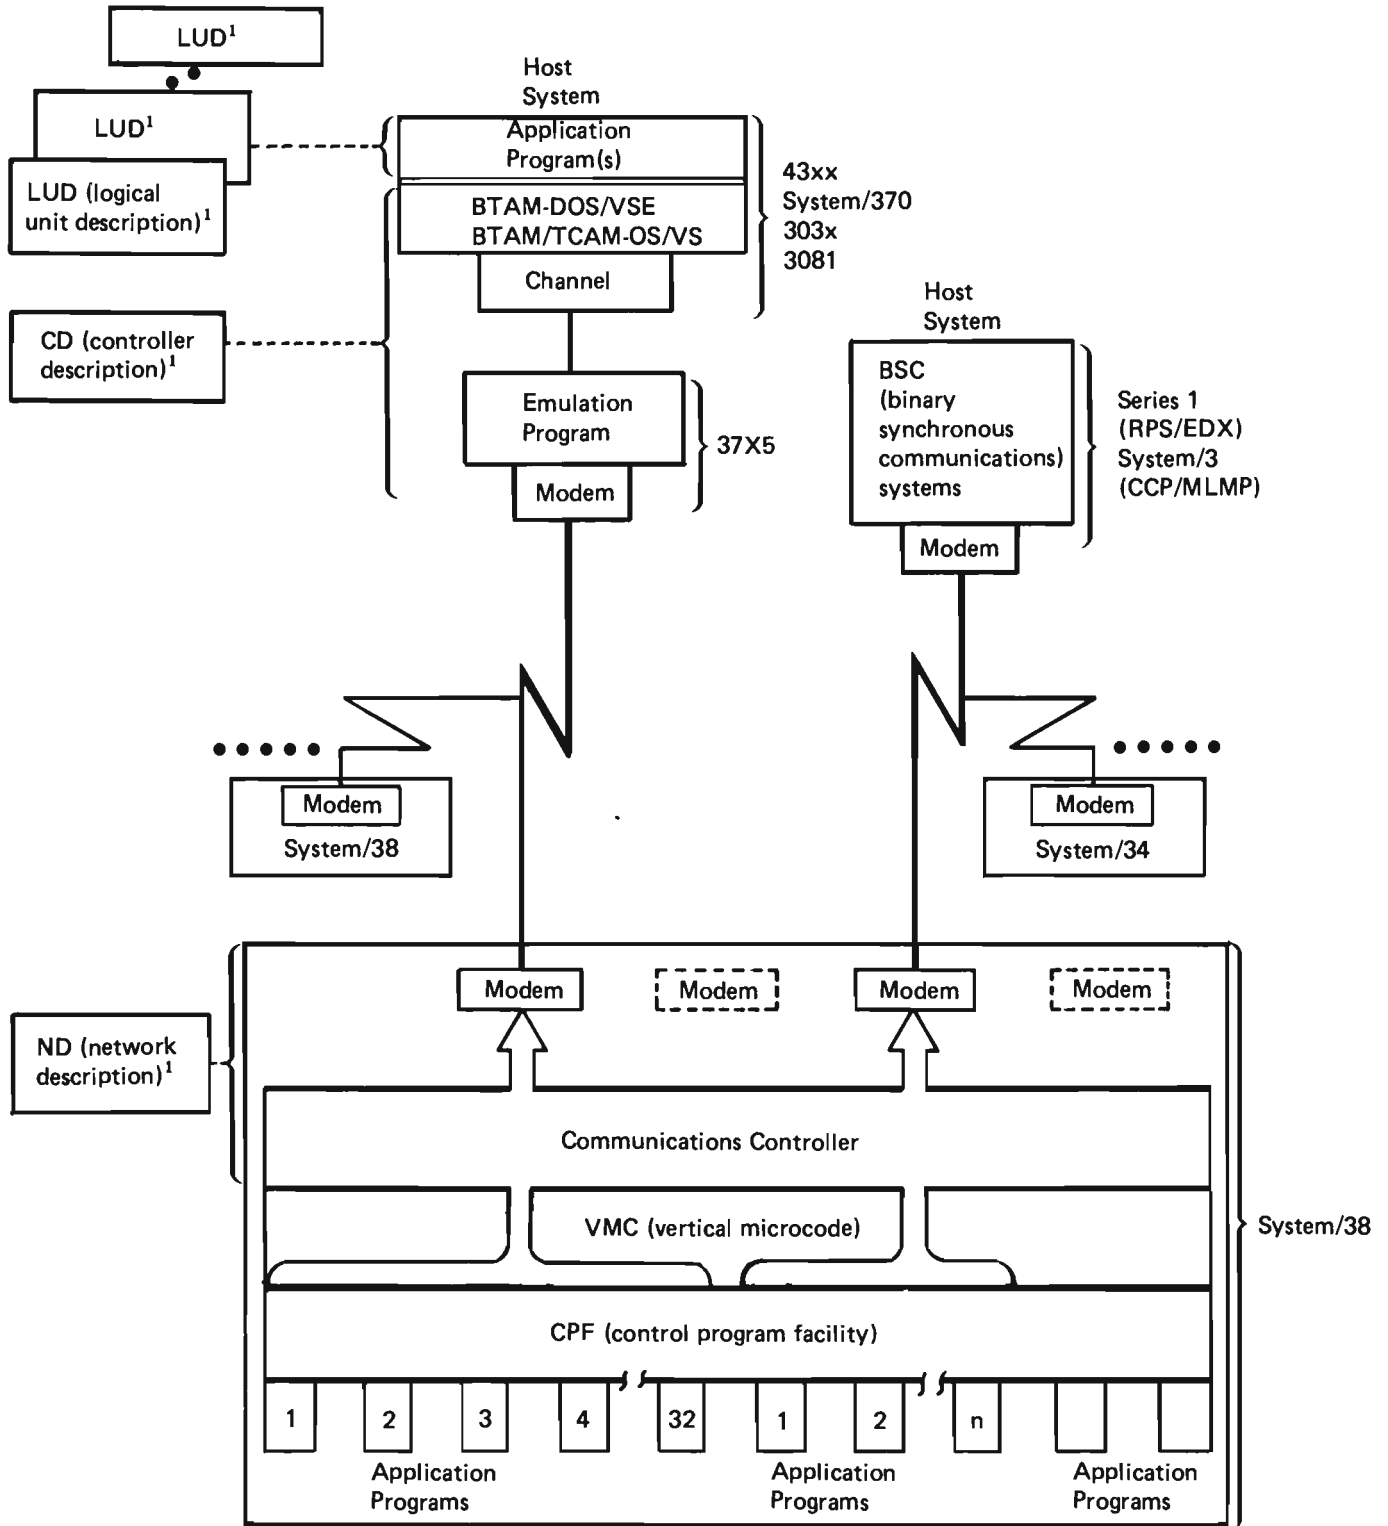 LUD¹
LUD¹
LUD (logical
unit description)¹
Host
System
Application
Program(s)
BTAM-DOS/VSE
BTAM/TCAM-OS/VS
Channel
43xx
System/370
303x
3081
CD (controller
description)¹
Emulation
Program
Modem
37X5
Host
System
BSC
(binary
synchronous
communications)
systems
Modem
Series 1
(RPS/EDX)
System/3
(CCP/MLMP)
Modem
System/38
Modem
System/34
Modem
Modem
Modem
Modem
ND (network
description)¹
Communications Controller
VMC (vertical microcode)
System/38
CPF (control program facility)
1 2 3 4 32 1 2 n
Application
Programs
Application
Programs
Application
Programs